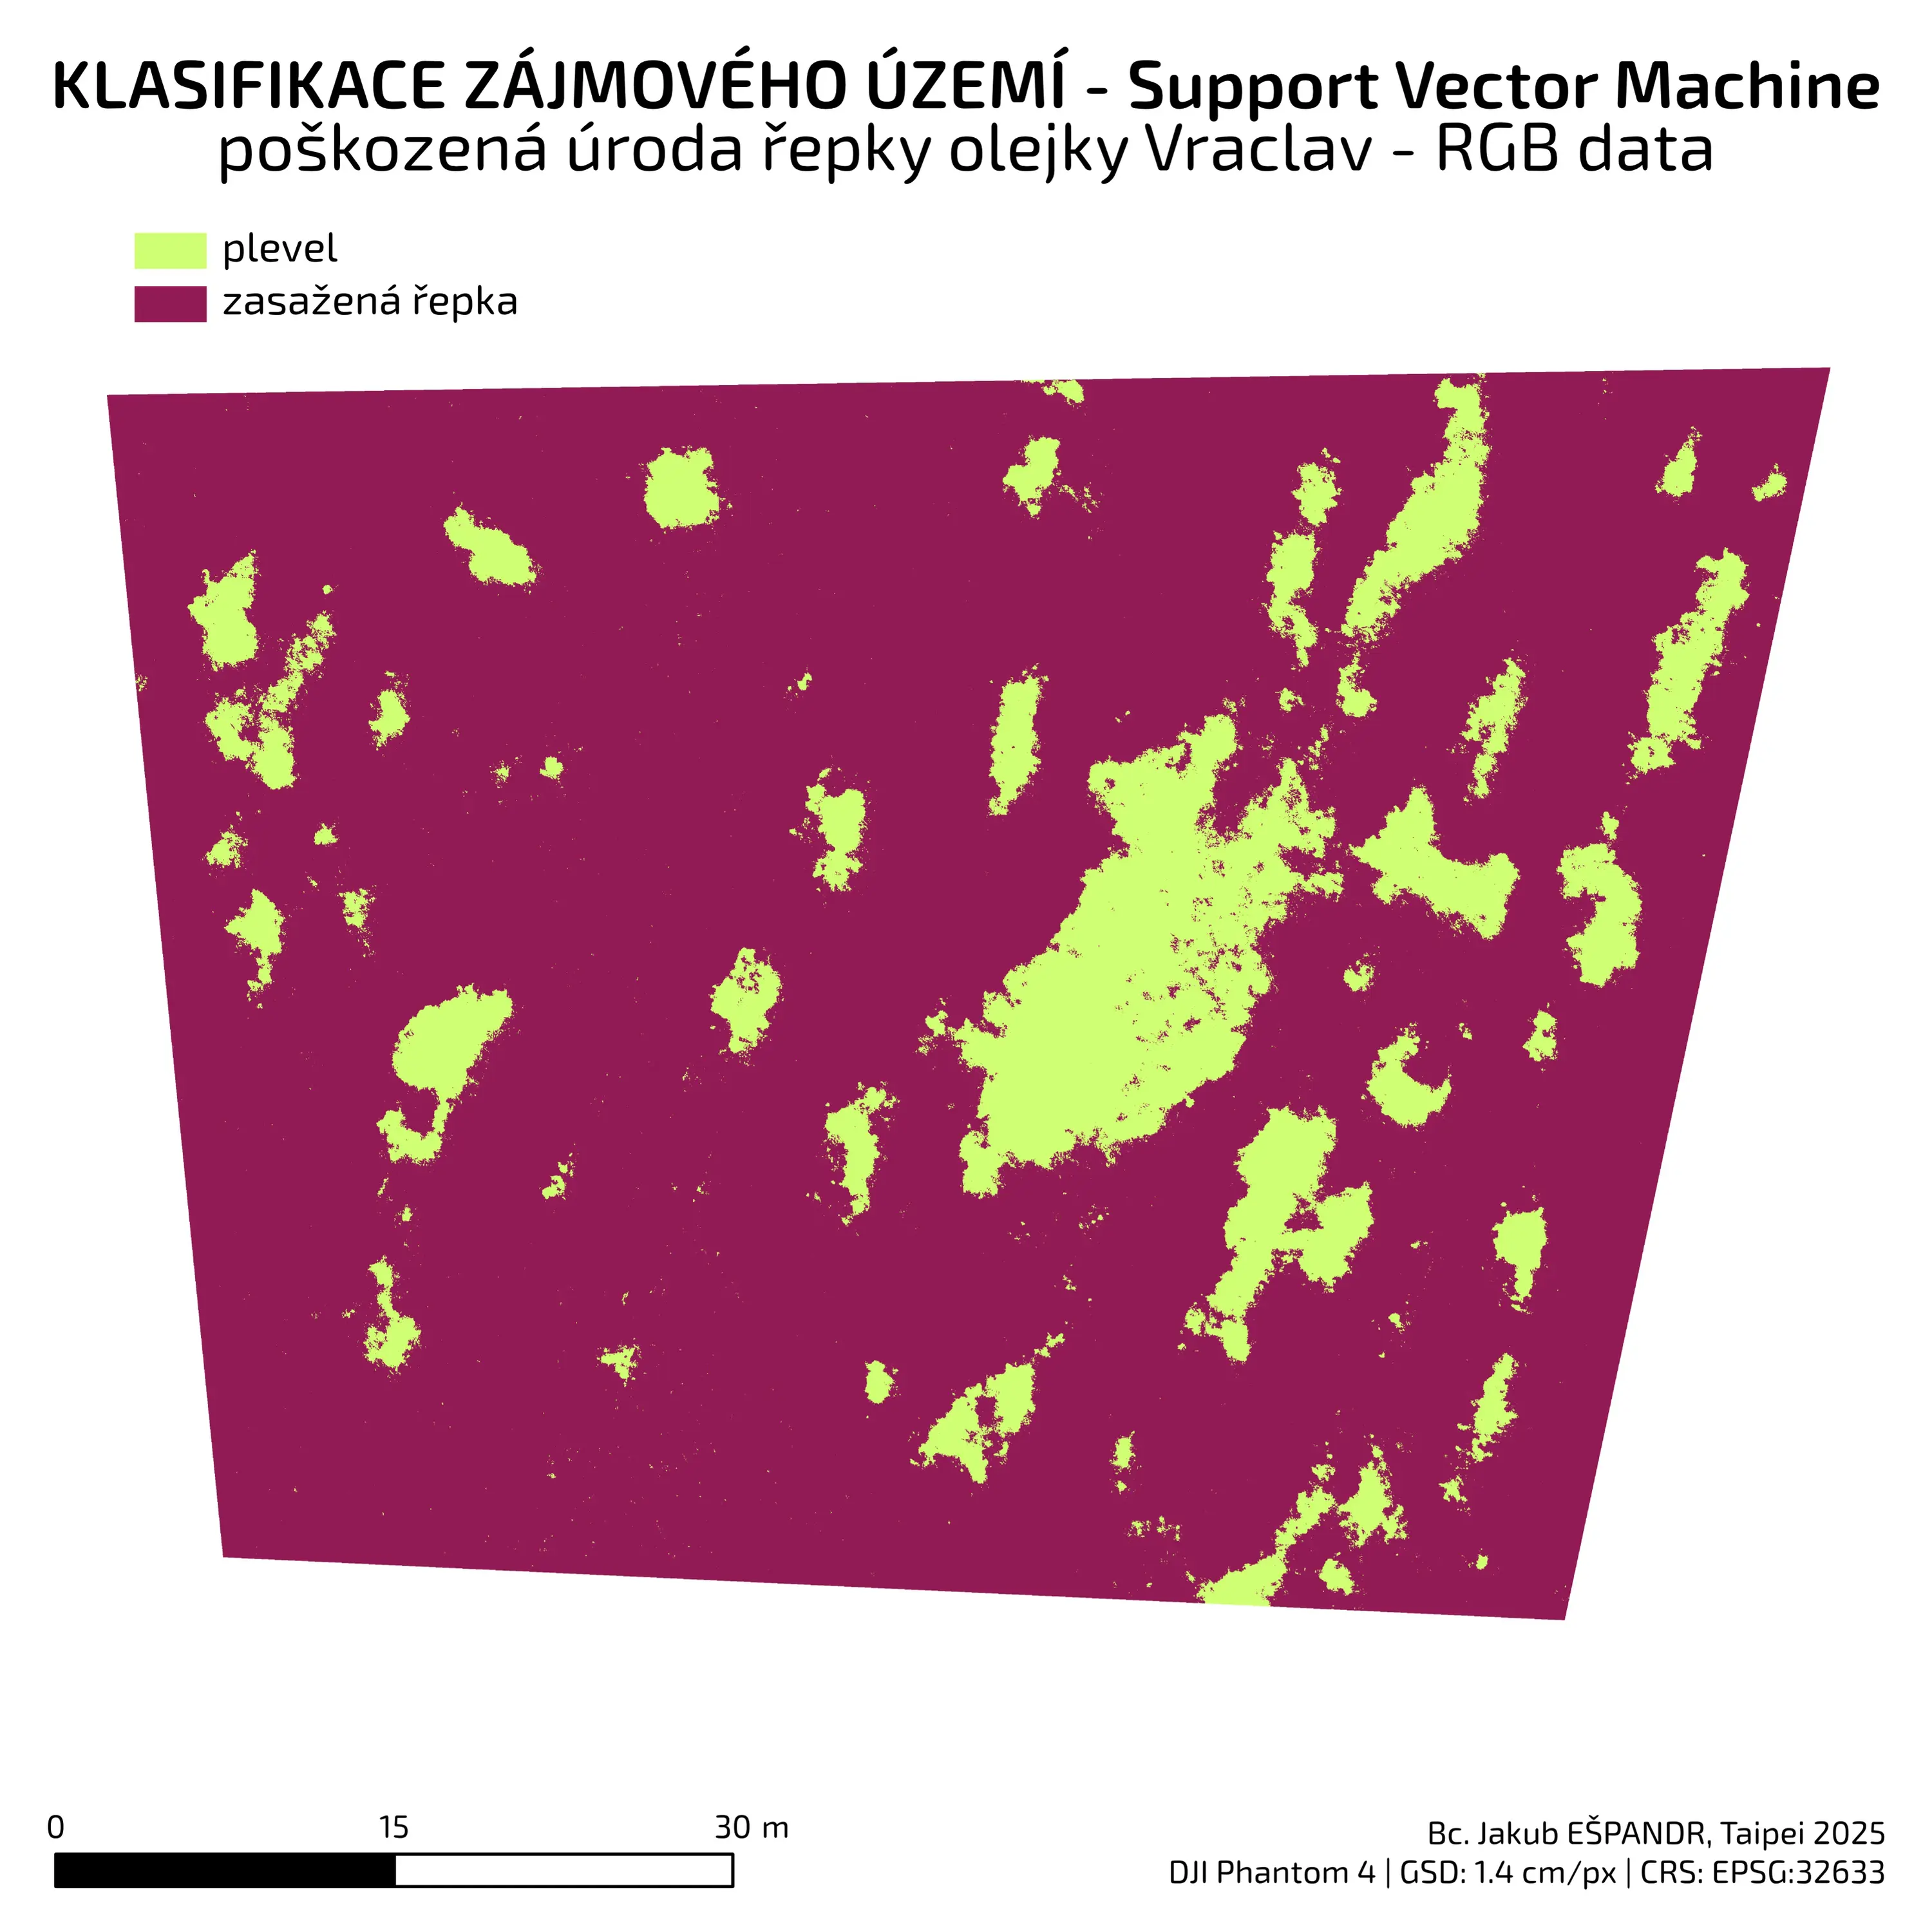 KLASIFIKACE ZÁJMOVÉHO ÚZEMÍ - Support Vector Machine
poškozená úroda řepky olejky Vraclav - RGB data
plevel
zasažená řepka
0 15 30 m
Bc. Jakub EŠPANDR, Taipei 2025
DJI Phantom 4 | GSD: 1.4 cm/px | CRS: EPSG:32633